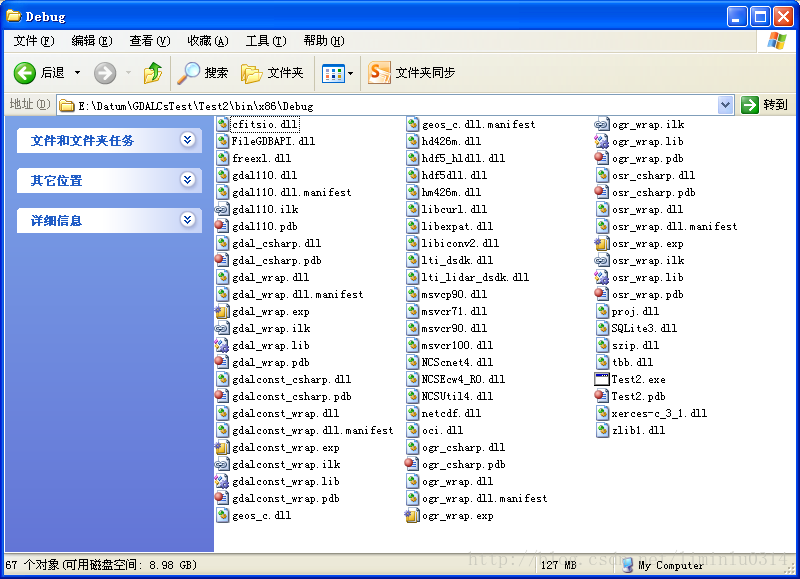 Debug
文件(F) 编辑(E) 查看(V) 收藏(A) 工具(T) 帮助(H)
后退 搜索 文件夹 文件夹同步
地址(D) E:\Datum\GDALCsTest\Test2\bin\x86\Debug 转到
文件和文件夹任务
其它位置
详细信息
cfitsio.dll
FileGDBAPI.dll
freexl.dll
gdal110.dll
gdal110.dll.manifest
gdal110.ilk
gdal110.pdb
gdal_csharp.dll
gdal_csharp.pdb
gdal_wrap.dll
gdal_wrap.dll.manifest
gdal_wrap.exp
gdal_wrap.ilk
gdal_wrap.lib
gdal_wrap.pdb
gdalconst_csharp.dll
gdalconst_csharp.pdb
gdalconst_wrap.dll
gdalconst_wrap.dll.manifest
gdalconst_wrap.exp
gdalconst_wrap.ilk
gdalconst_wrap.lib
gdalconst_wrap.pdb
geos_c.dll
geos_c.dll.manifest
hd426m.dll
hdf5_hldll.dll
hdf5dll.dll
hm426m.dll
libcurl.dll
libexpat.dll
libiconv2.dll
lti_dsdk.dll
lti_lidar_dsdk.dll
msvcp90.dll
msvcr71.dll
msvcr90.dll
msvcr100.dll
NCScnet4.dll
NCSEcw4_RO.dll
NCSUtil4.dll
netcdf.dll
oci.dll
ogr_csharp.dll
ogr_csharp.pdb
ogr_wrap.dll
ogr_wrap.dll.manifest
ogr_wrap.exp
ogr_wrap.ilk
ogr_wrap.lib
ogr_wrap.pdb
osr_csharp.dll
osr_csharp.pdb
osr_wrap.dll
osr_wrap.dll.manifest
osr_wrap.exp
osr_wrap.ilk
osr_wrap.lib
osr_wrap.pdb
proj.dll
SQLite3.dll
szip.dll
tbb.dll
Test2.exe
Test2.pdb
xerces-c_3_1.dll
zlib1.dll
http://blog.csdn.net/liminlu0314
67 个对象(可用磁盘空间: 8.98 GB) 127 MB My Computer